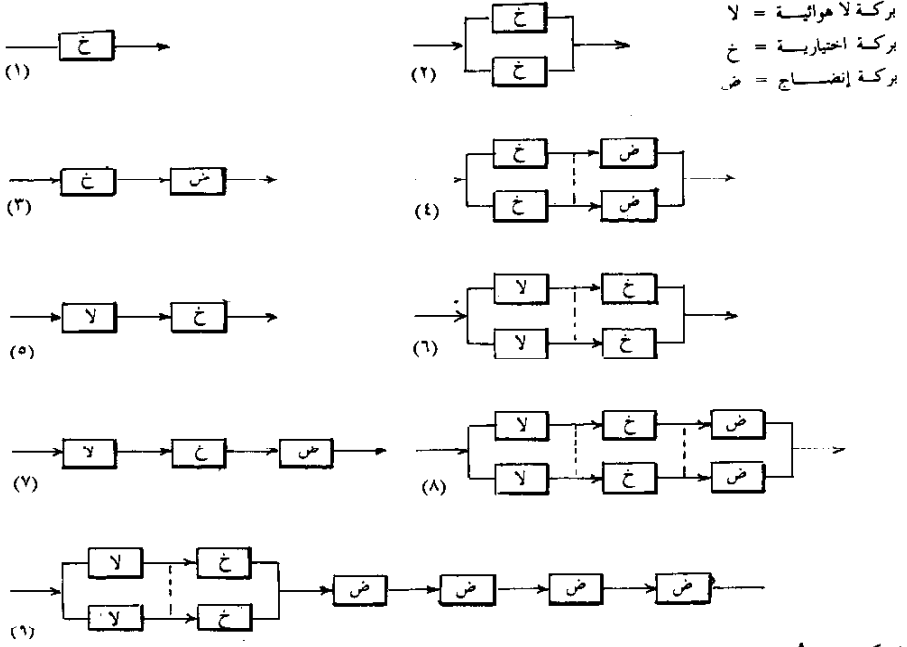 بركة لا هوائية = لا
بركة اختيارية = خ
بركة إنضاج = ض
خ
(١)
خ
خ
(٢)
خ ض
(٣)
خ ض
خ ض
(٤)
لا خ
(٥)
لا خ
لا خ
(٦)
لا خ ض
(٧)
لا خ ض
لا خ ض
(٨)
لا خ
ض ض ض ض
لا خ
(٩)